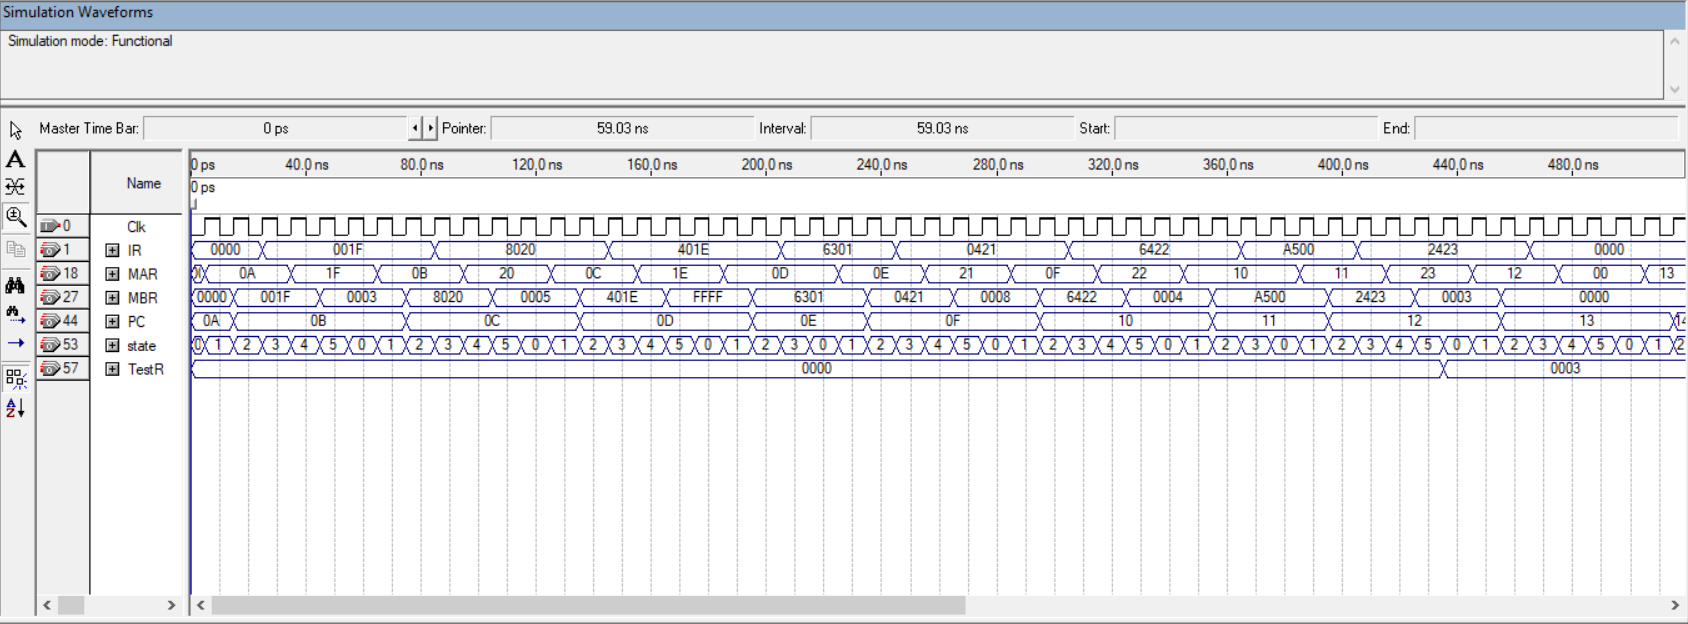 Simulation Waveforms
Simulation mode: Functional
Master Time Bar: 0 ps Pointer: 59.03 ns Interval: 59.03 ns Start: End:
Name 0 ps 40.0 ns 80.0 ns 120.0 ns 160.0 ns 200.0 ns 240.0 ns 280.0 ns 320.0 ns 360.0 ns 400.0 ns 440.0 ns 480.0 ns
0 ps
0 Clk
1 IR 0000 001F 8020 401E 6301 0421 6422 A500 2423 0000
18 MAR 0A 1F 0B 20 0C 1E 0D 0E 21 0F 22 10 11 23 12 00 13
27 MBR 0000 001F 0003 8020 0005 401E FFFF 6301 0421 0008 6422 0004 A500 2423 0003 0000
44 PC 0A 0B 0C 0D 0E 0F 10 11 12 13 14
53 state 0 1 2 3 4 5 0 1 2 3 4 5 0 1 2 3 4 5 0 1 2 3 0 1 2 3 4 5 0 1 2 3 4 5 0 1 2 3 0 1 2 3 4 5 0 1 2 3 4 5 0 1 2
57 TestR 0000 0003